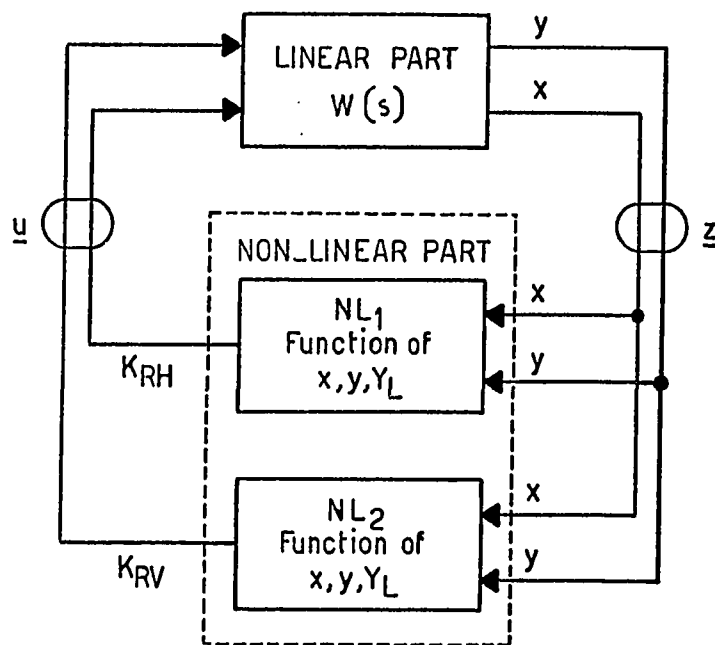 y
LINEAR PART
x
W(s)
u
z
NON_LINEAR PART
NL1
Function of
x,y,YL
x
y
KRH
NL2
Function of
x,y,YL
x
y
KRV